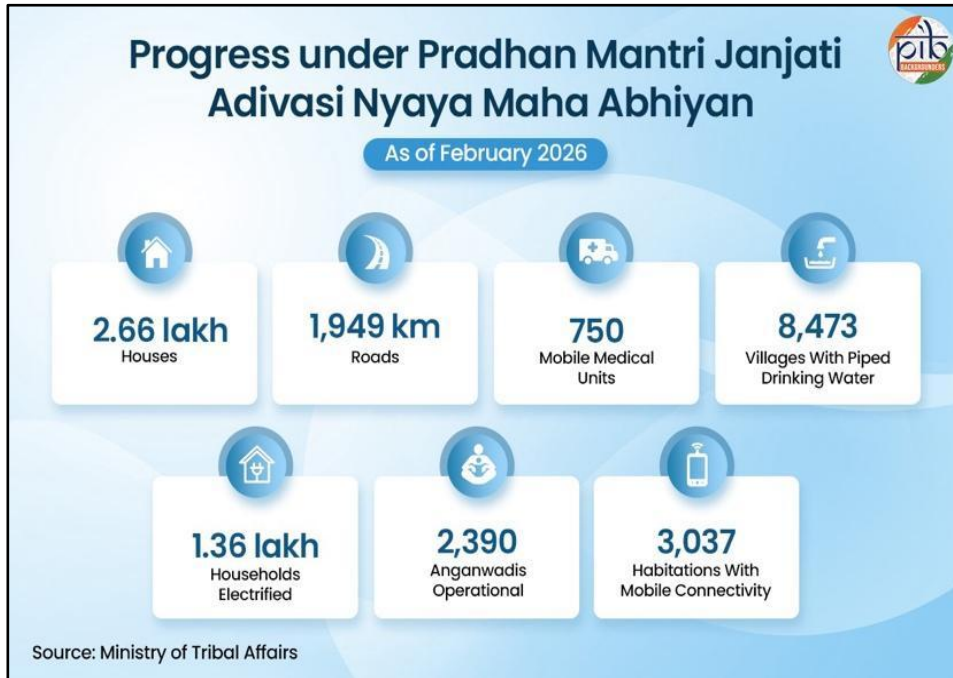 Progress under Pradhan Mantri Janjati
Adivasi Nyaya Maha Abhiyan
pib
BACKGROUNDERS
As of February 2026
2.66 lakh
Houses
1,949 km
Roads
750
Mobile Medical
Units
8,473
Villages With Piped
Drinking Water
1.36 lakh
Households
Electrified
2,390
Anganwadis
Operational
3,037
Habitations With
Mobile Connectivity
Source: Ministry of Tribal Affairs